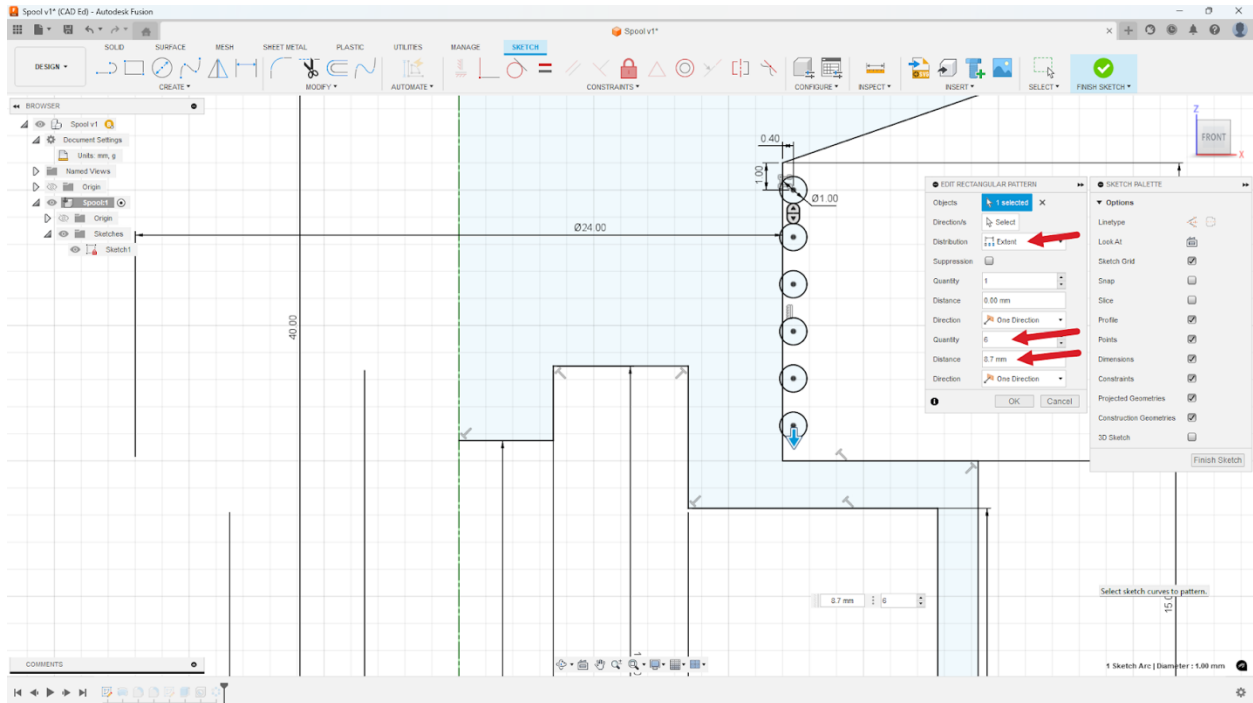 Spool v1* (CAD Ed) - Autodesk Fusion
Spool v1*
SOLID SURFACE MESH SHEET METAL PLASTIC UTILITIES MANAGE SKETCH
DESIGN
CREATE MODIFY AUTOMATE CONSTRAINTS CONFIGURE INSPECT INSERT SELECT FINISH SKETCH
BROWSER
Spool v1
Document Settings
Units: mm, g
Named Views
Origin
Spool:1
Origin
Sketches
Sketch1
0.40
1.00
Ø1.00
Ø24.00
40.00
15.0
Z
FRONT
X
EDIT RECTANGULAR PATTERN
Objects 1 selected
Direction/s Select
Distribution Extent
Suppression
Quantity 1
Distance 0.00 mm
Direction One Direction
Quantity 6
Distance 8.7 mm
Direction One Direction
OK Cancel
SKETCH PALETTE
Options
Linetype
Look At
Sketch Grid
Snap
Slice
Profile
Points
Dimensions
Constraints
Projected Geometries
Construction Geometries
3D Sketch
Finish Sketch
8.7 mm 6
Select sketch curves to pattern.
COMMENTS
1 Sketch Arc | Diameter : 1.00 mm